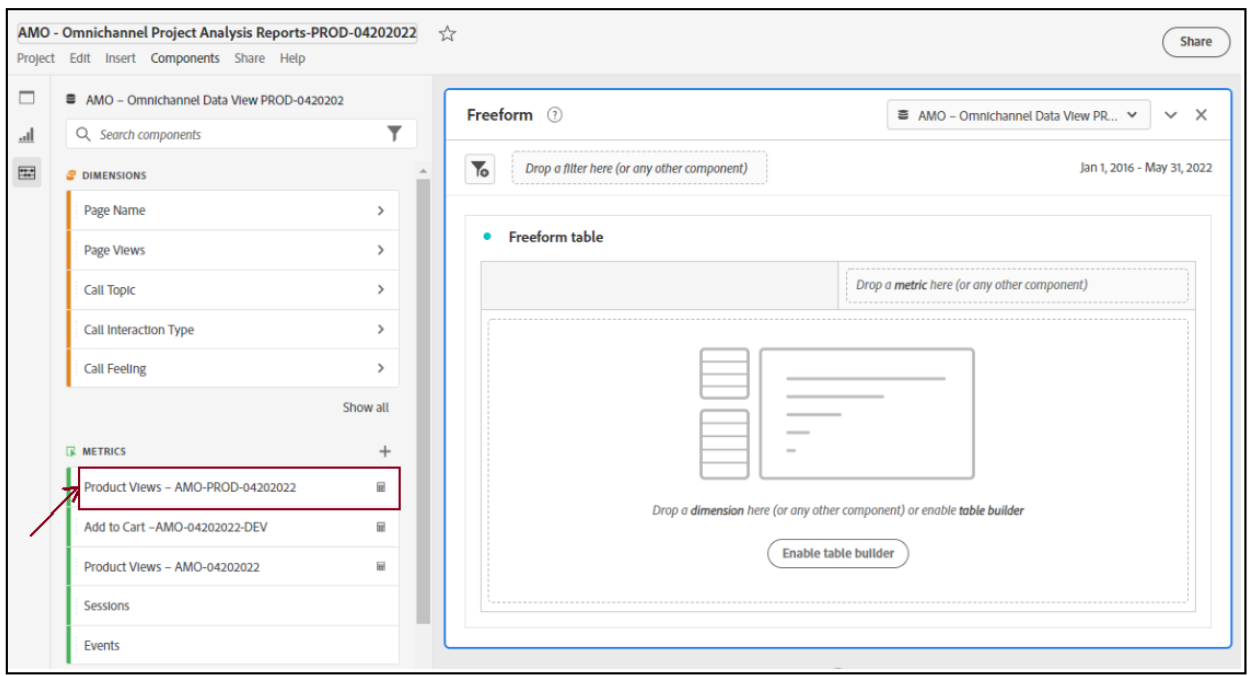 AMO - Omnichannel Project Analysis Reports-PROD-04202022
Share
Project Edit Insert Components Share Help
AMO – Omnichannel Data View PROD-0420202
Search components
DIMENSIONS
Page Name
Page Views
Call Topic
Call Interaction Type
Call Feeling
Show all
METRICS
Product Views – AMO-PROD-04202022
Add to Cart –AMO-04202022-DEV
Product Views – AMO-04202022
Sessions
Events
Freeform ?
AMO – Omnichannel Data View PR...
Drop a filter here (or any other component)
Jan 1, 2016 - May 31, 2022
Freeform table
Drop a metric here (or any other component)
Drop a dimension here (or any other component) or enable table builder
Enable table builder